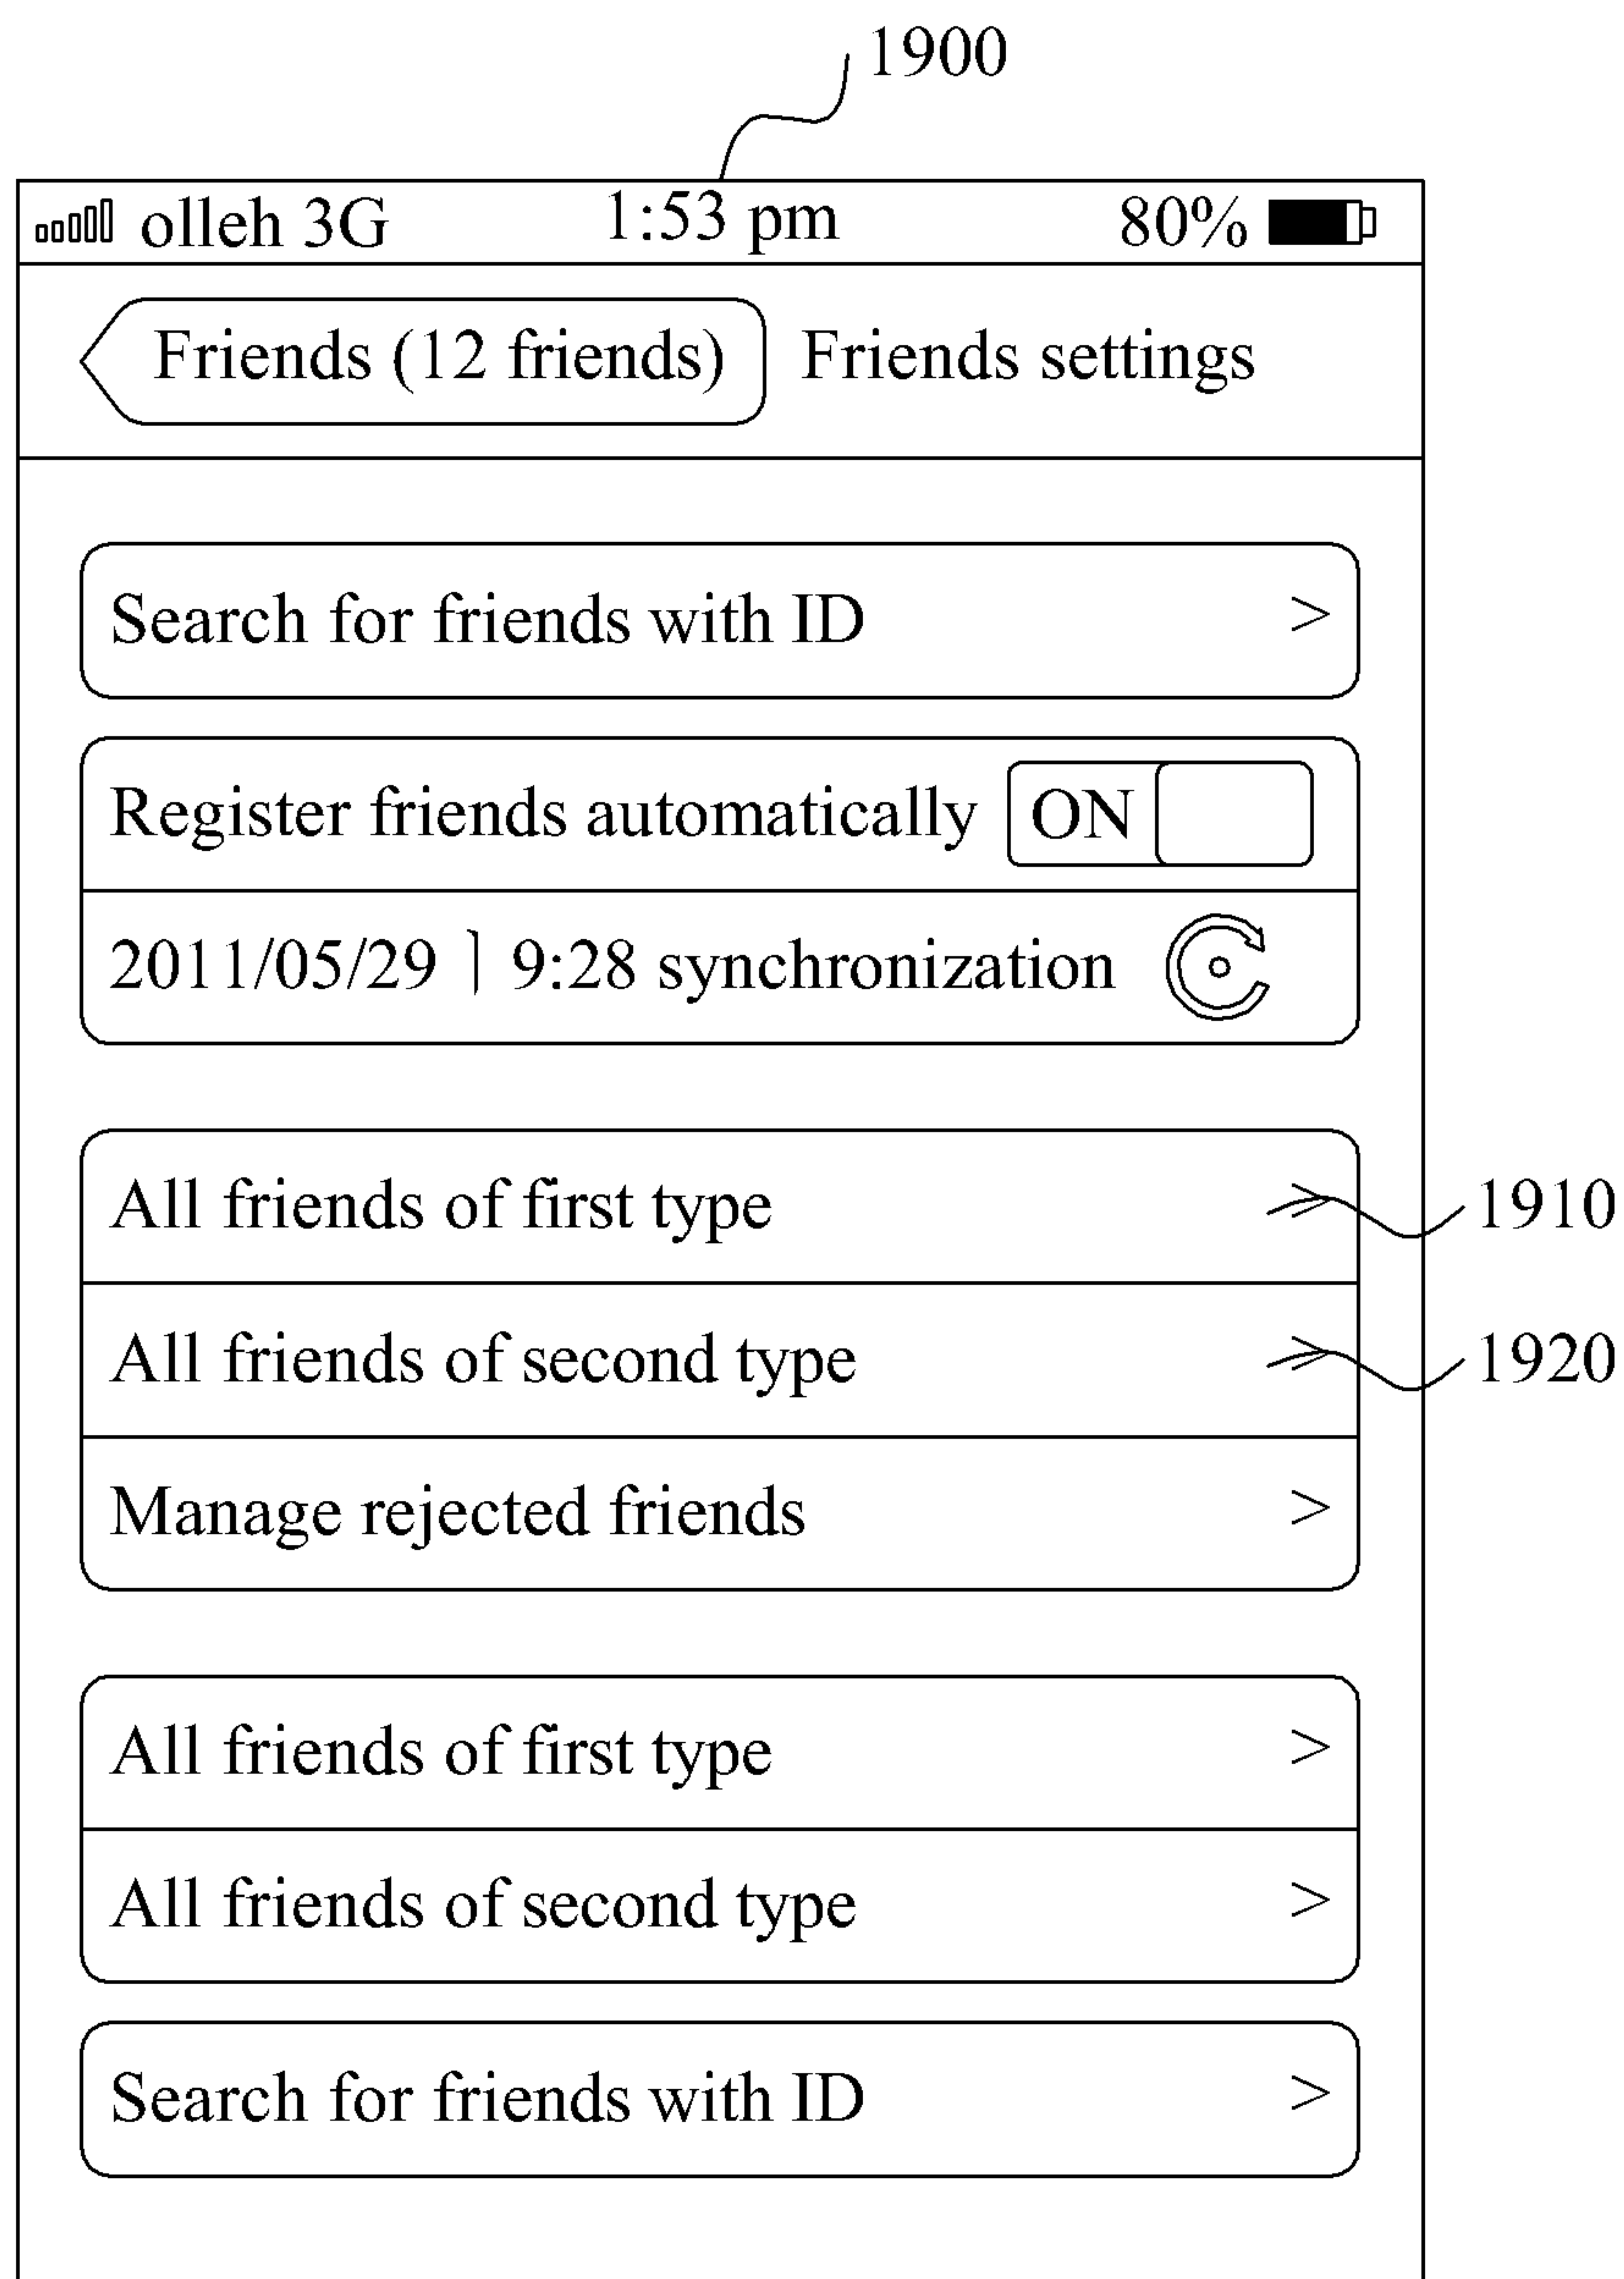 1900
olleh 3G 1:53 pm 80%
Friends (12 friends) Friends settings
Search for friends with ID >
Register friends automatically ON
2011/05/29 | 9:28 synchronization
All friends of first type > 1910
All friends of second type > 1920
Manage rejected friends >
All friends of first type >
All friends of second type >
Search for friends with ID >